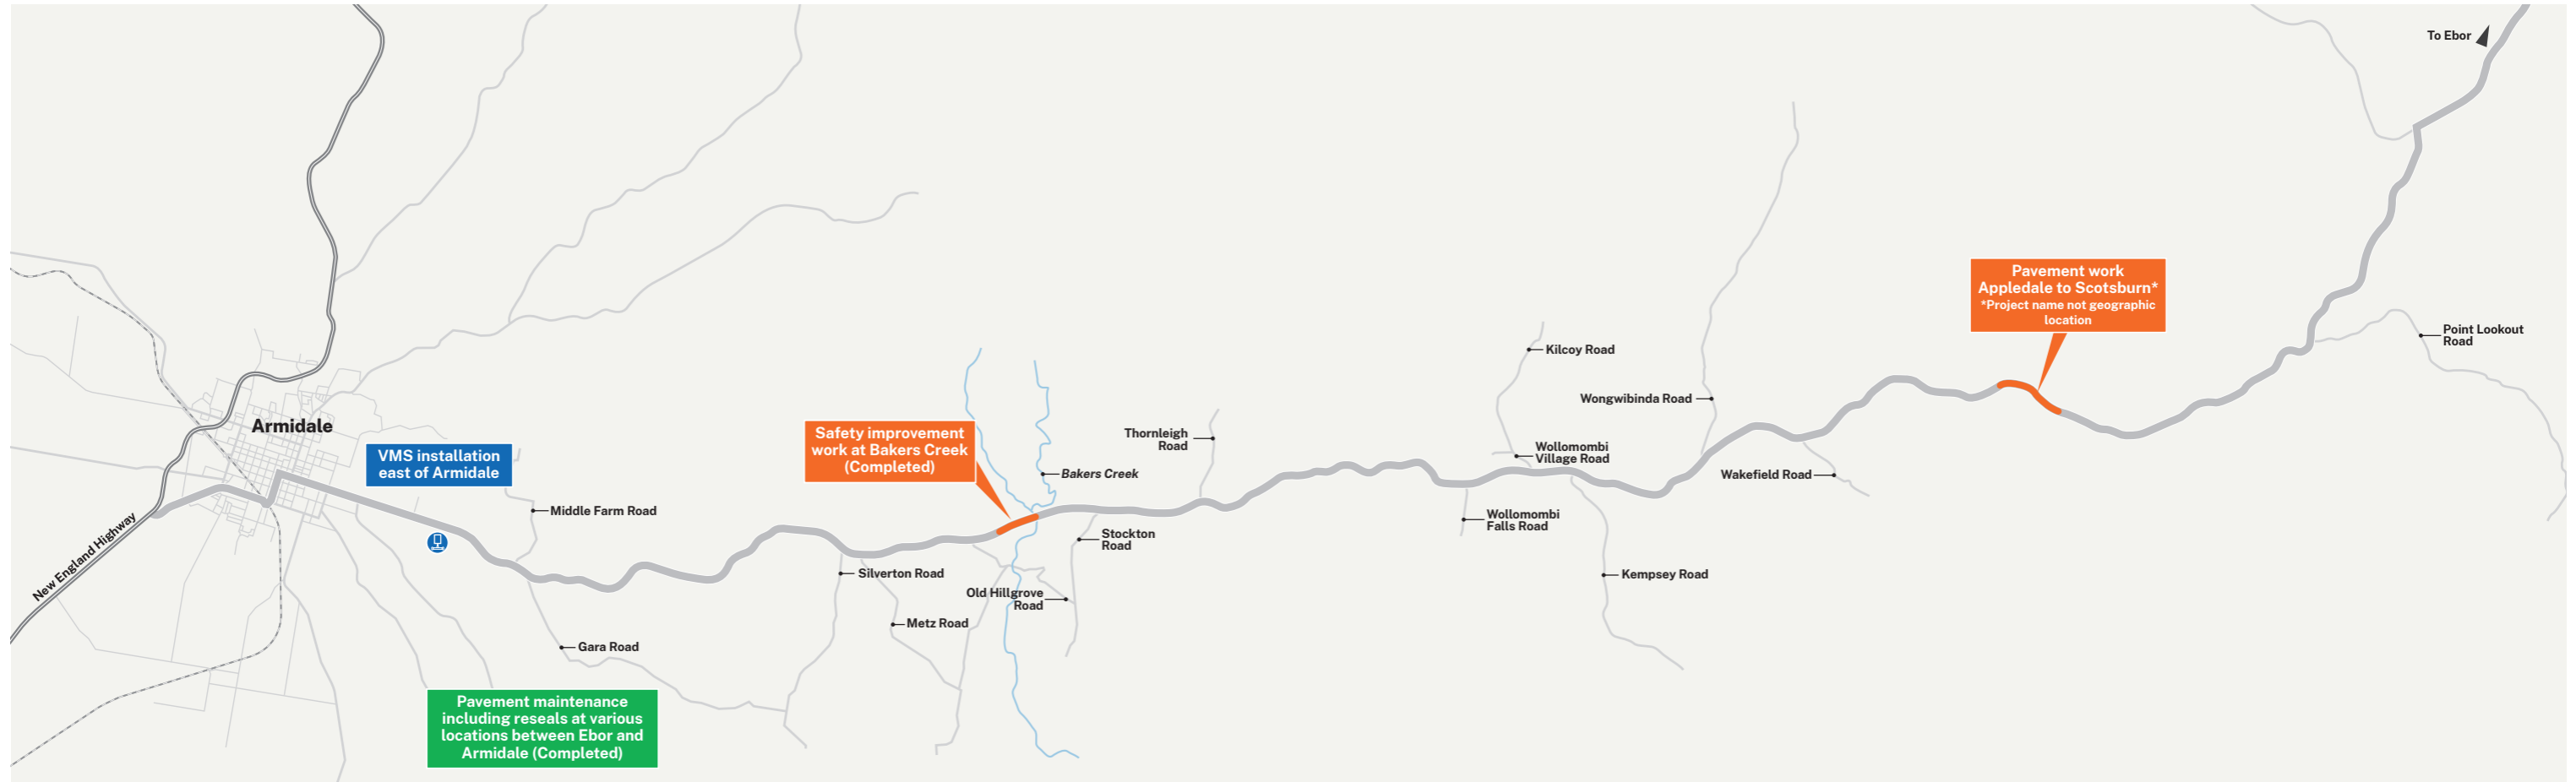 To Ebor
Pavement work
Appledale to Scotsburn*
*Project name not geographic
location
Point Lookout
Road
Kilcoy Road
Wongwibinda Road
Armidale
VMS installation
east of Armidale
Safety improvement
work at Bakers Creek
(Completed)
Thornleigh
Road
Bakers Creek
Wollomombi
Village Road
Wakefield Road
Middle Farm Road
Wollomombi
Falls Road
New England Highway
Stockton
Road
Silverton Road
Kempsey Road
Old Hillgrove
Road
Metz Road
Gara Road
Pavement maintenance
including reseals at various
locations between Ebor and
Armidale (Completed)